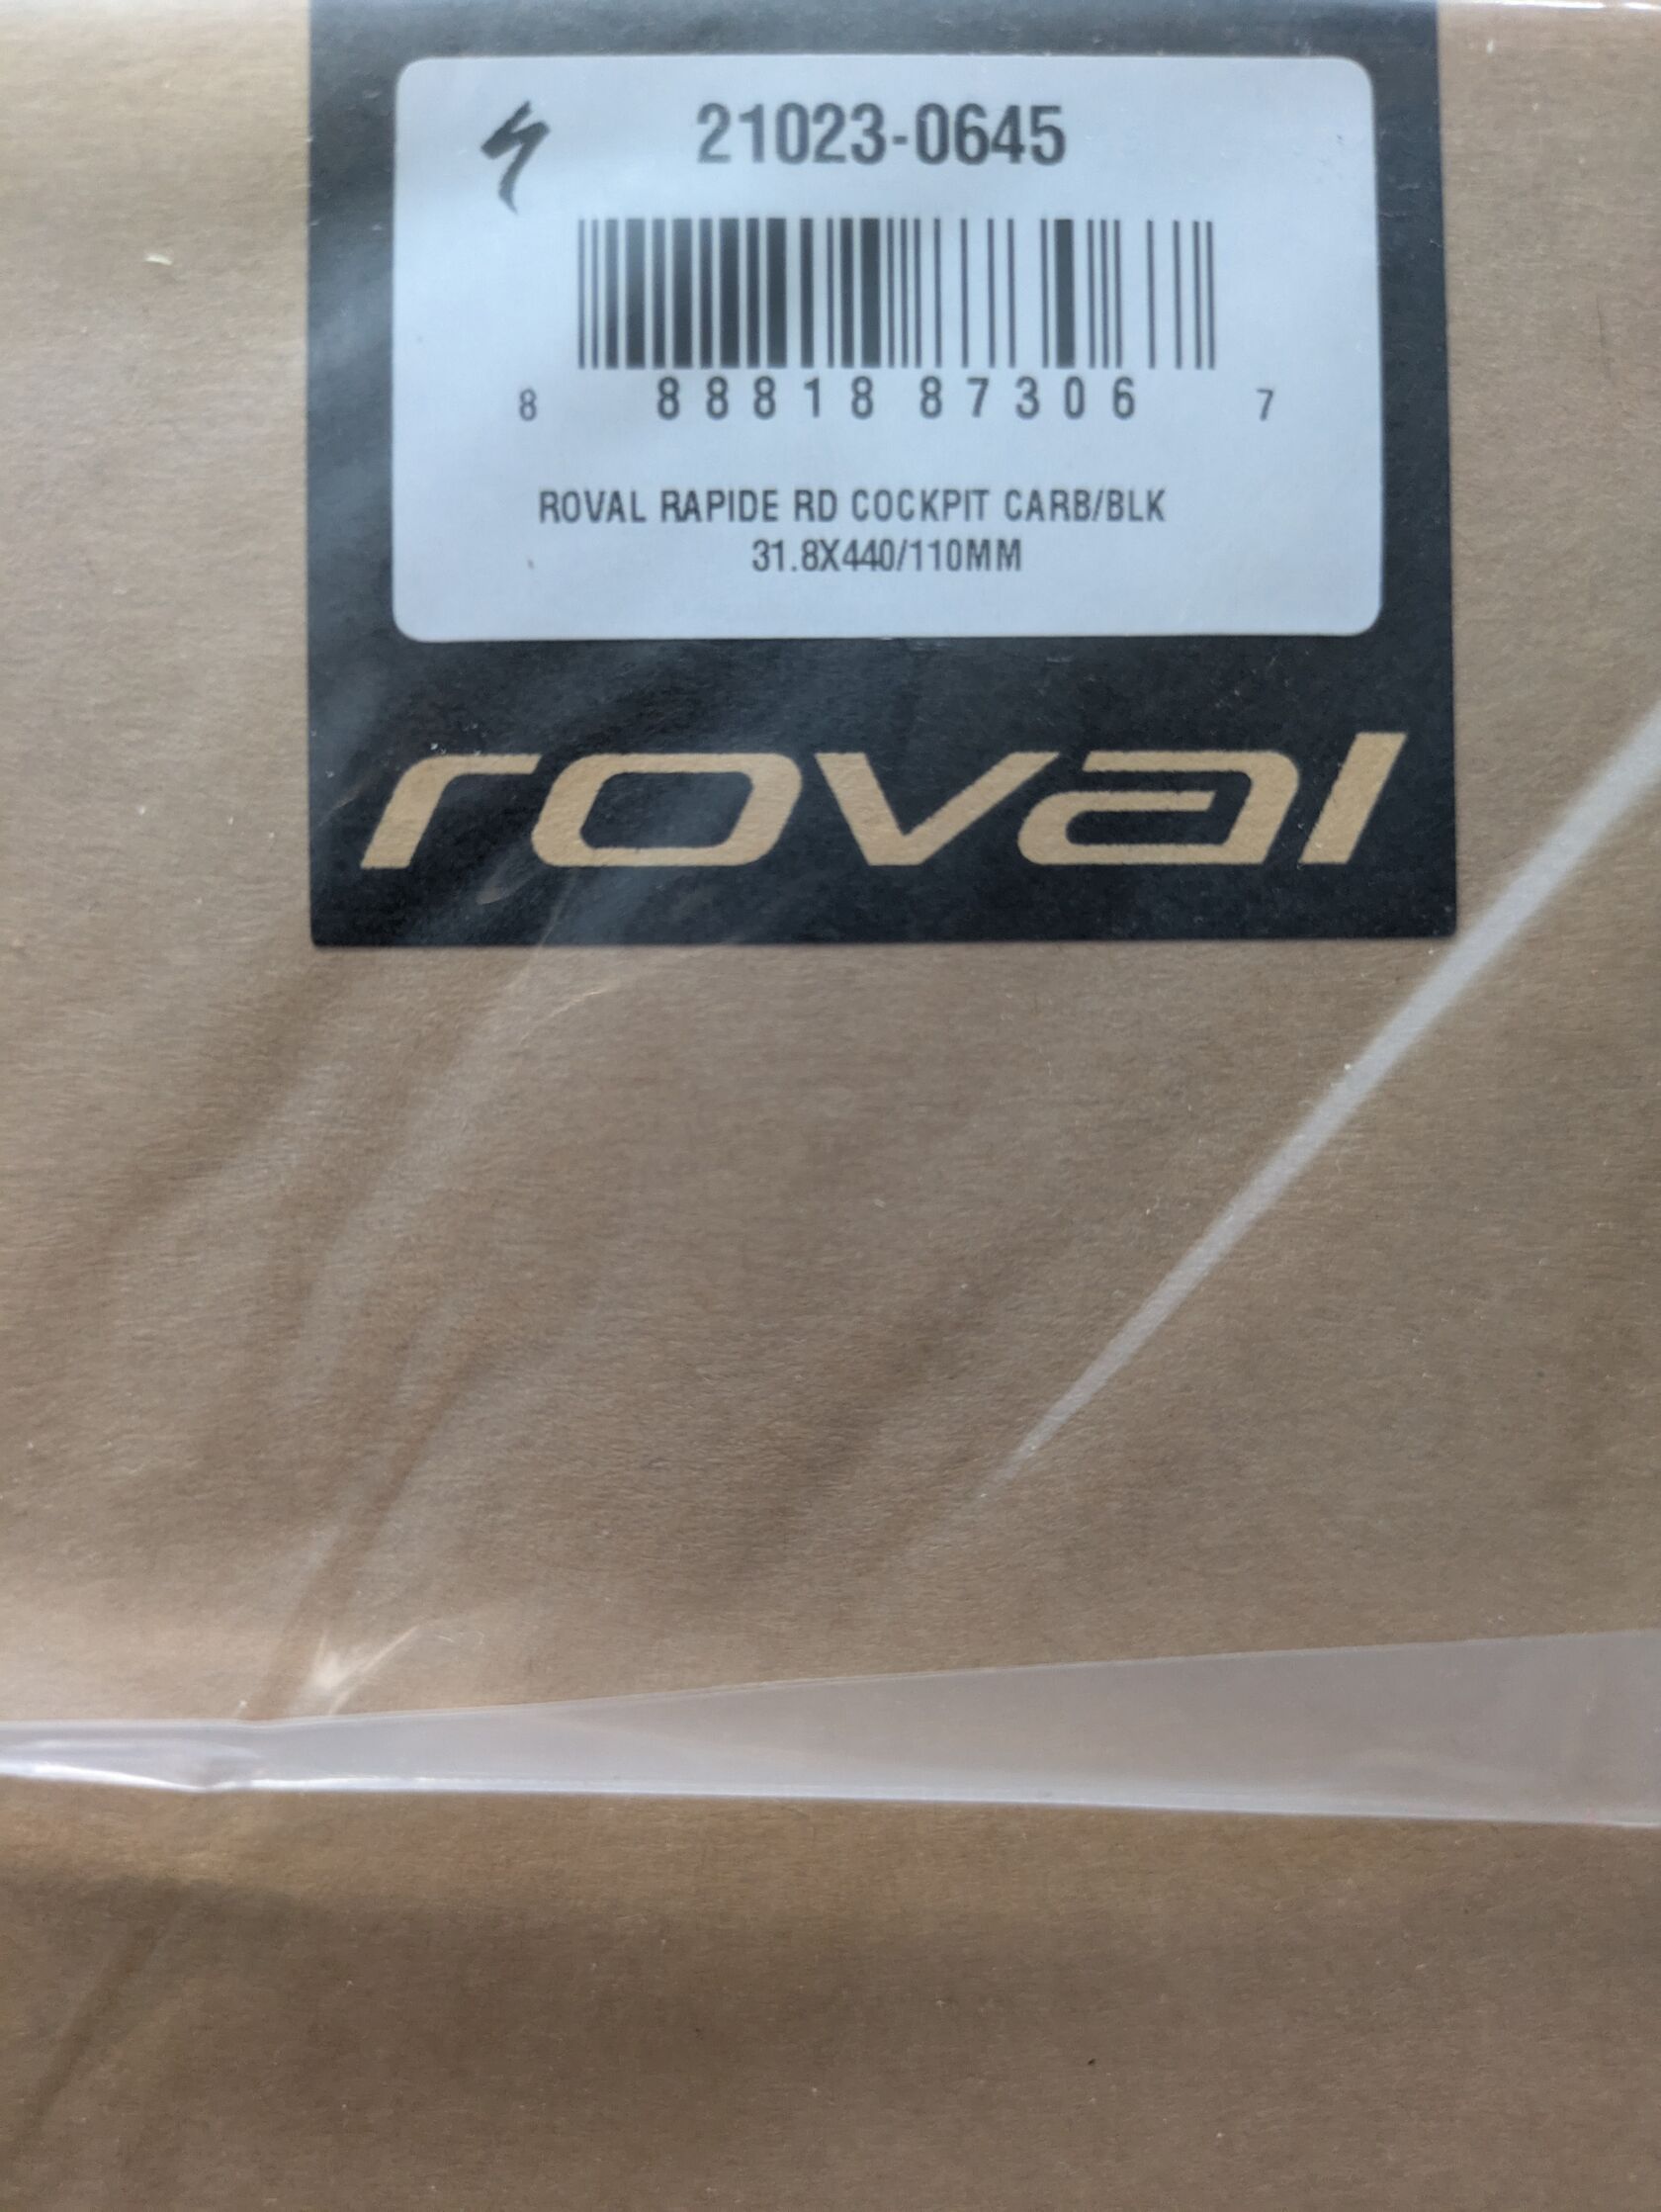 21023-0645
8 88818 87306 7
ROVAL RAPIDE RD COCKPIT CARB/BLK
31.8X440/110MM
roval